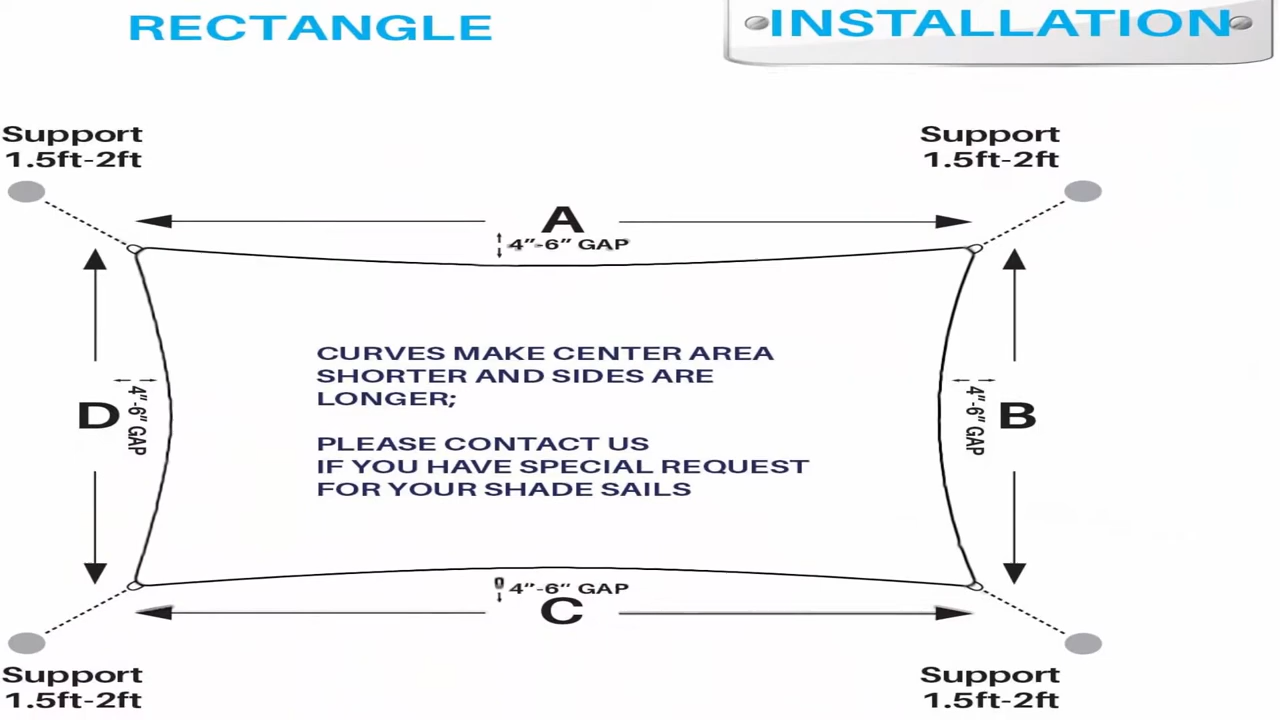 RECTANGLE
INSTALLATION
Support
1.5ft-2ft
Support
1.5ft-2ft
A
4”-6” GAP
D
4”-6” GAP
CURVES MAKE CENTER AREA
SHORTER AND SIDES ARE
LONGER;
PLEASE CONTACT US
IF YOU HAVE SPECIAL REQUEST
FOR YOUR SHADE SAILS
4”-6” GAP
B
4”-6” GAP
C
Support
1.5ft-2ft
Support
1.5ft-2ft